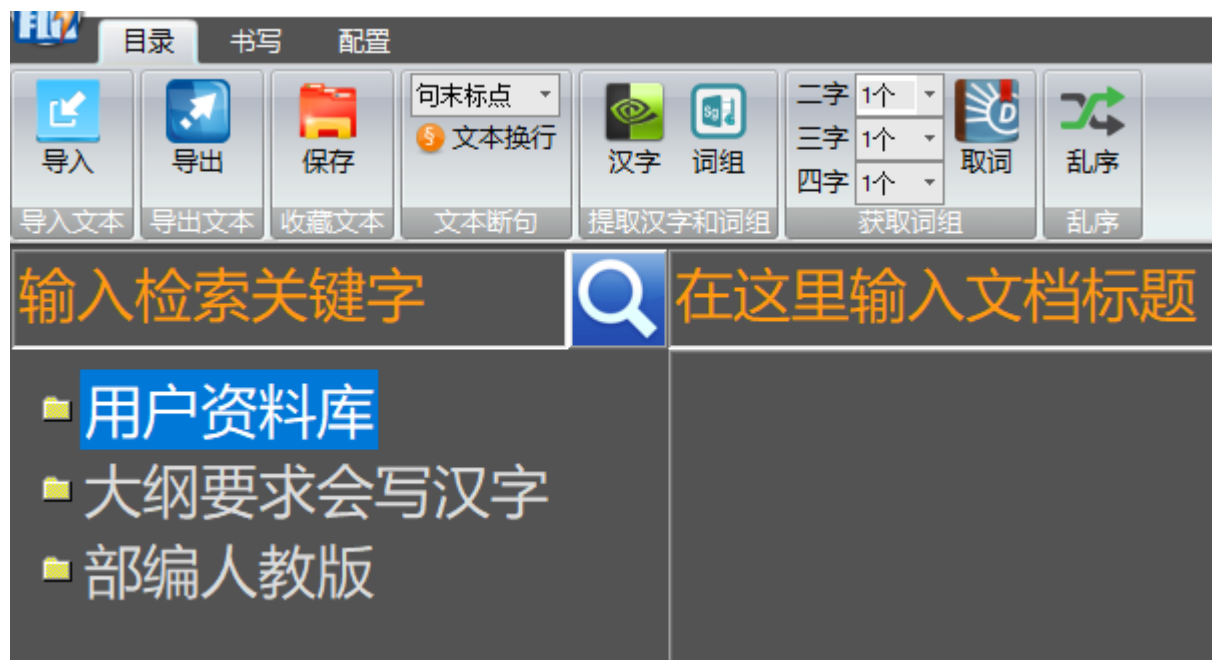 目录 书写 配置
句末标点 二字 1个
文本换行 三字 1个
导入 导出 保存 汉字 词组 四字 1个 取词 乱序
导入文本 导出文本 收藏文本 文本断句 提取汉字和词组 获取词组 乱序
输入检索关键字 在这里输入文档标题
用户资料库
大纲要求会写汉字
部编人教版